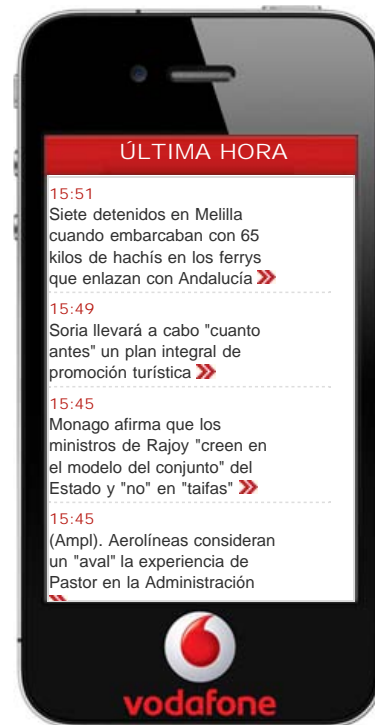 ÚLTIMA HORA
15:51
Siete detenidos en Melilla
cuando embarcaban con 65
kilos de hachís en los ferrys
que enlazan con Andalucía
15:49
Soria llevará a cabo "cuanto
antes" un plan integral de
promoción turística
15:45
Monago afirma que los
ministros de Rajoy "creen en
el modelo del conjunto" del
Estado y "no" en "taifas"
15:45
(Ampl). Aerolíneas consideran
un "aval" la experiencia de
Pastor en la Administración
vodafone